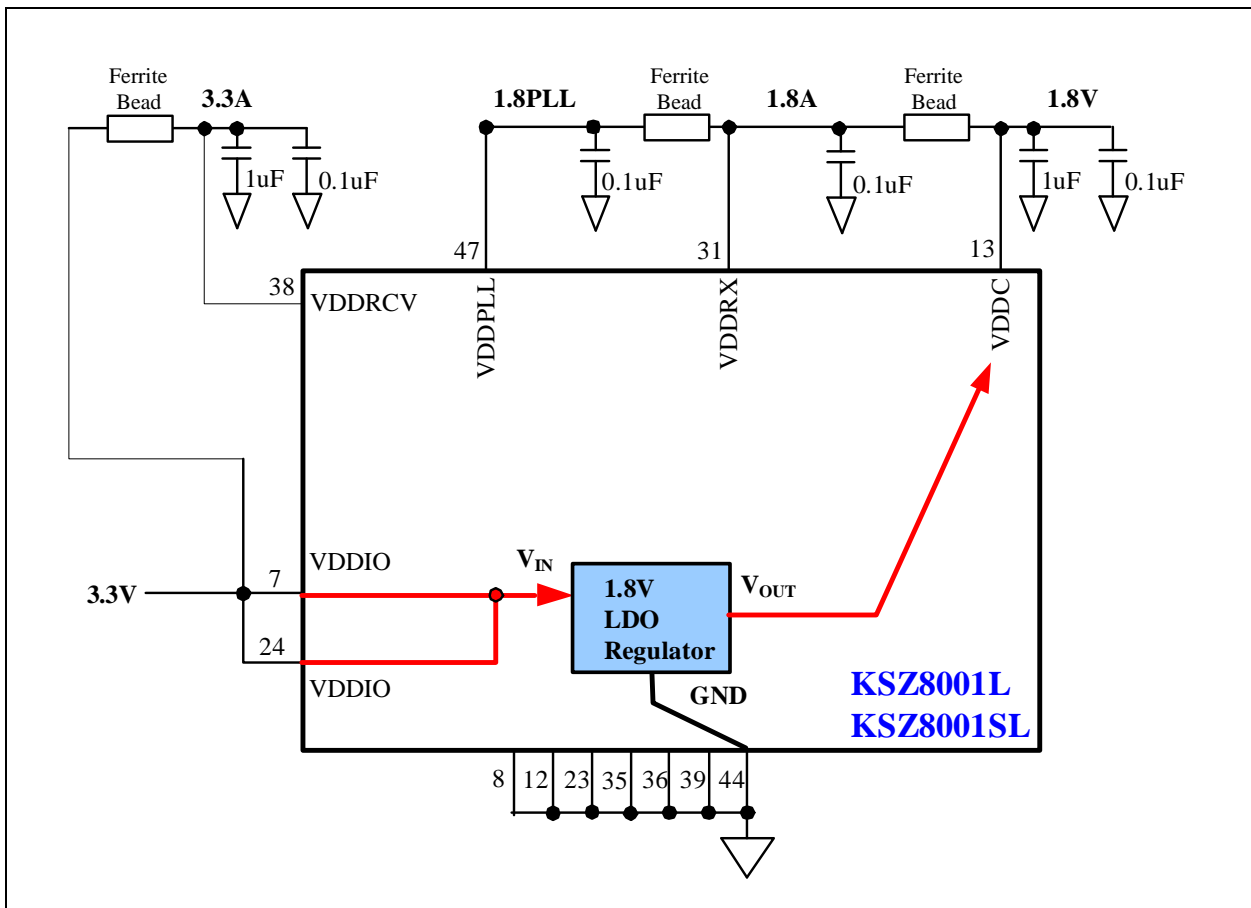 Ferrite
Bead
3.3A
1uF
0.1uF
1.8PLL
0.1uF
Ferrite
Bead
1.8A
0.1uF
Ferrite
Bead
1.8V
1uF
0.1uF
47
31
13
38
VDDRCV
VDDPLL
VDDRX
VDDC
3.3V
7
VDDIO
24
VDDIO
VIN
1.8V
LDO
Regulator
VOUT
GND
KSZ8001L
KSZ8001SL
8
12
23
35
36
39
44